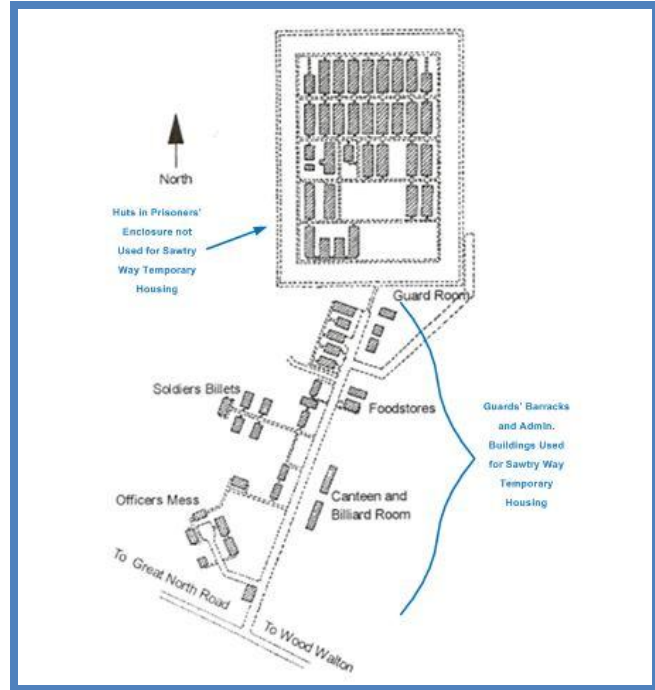 North
Huts in Prisoners'
Enclosure not
Used for Sawtry
Way Temporary
Housing
Guard Room
Soldiers Billets
Foodstores
Guards' Barracks
and Admin.
Buildings Used
for Sawtry Way
Temporary
Housing
Officers Mess
Canteen and
Billiard Room
To Great North Road
To Wood Walton